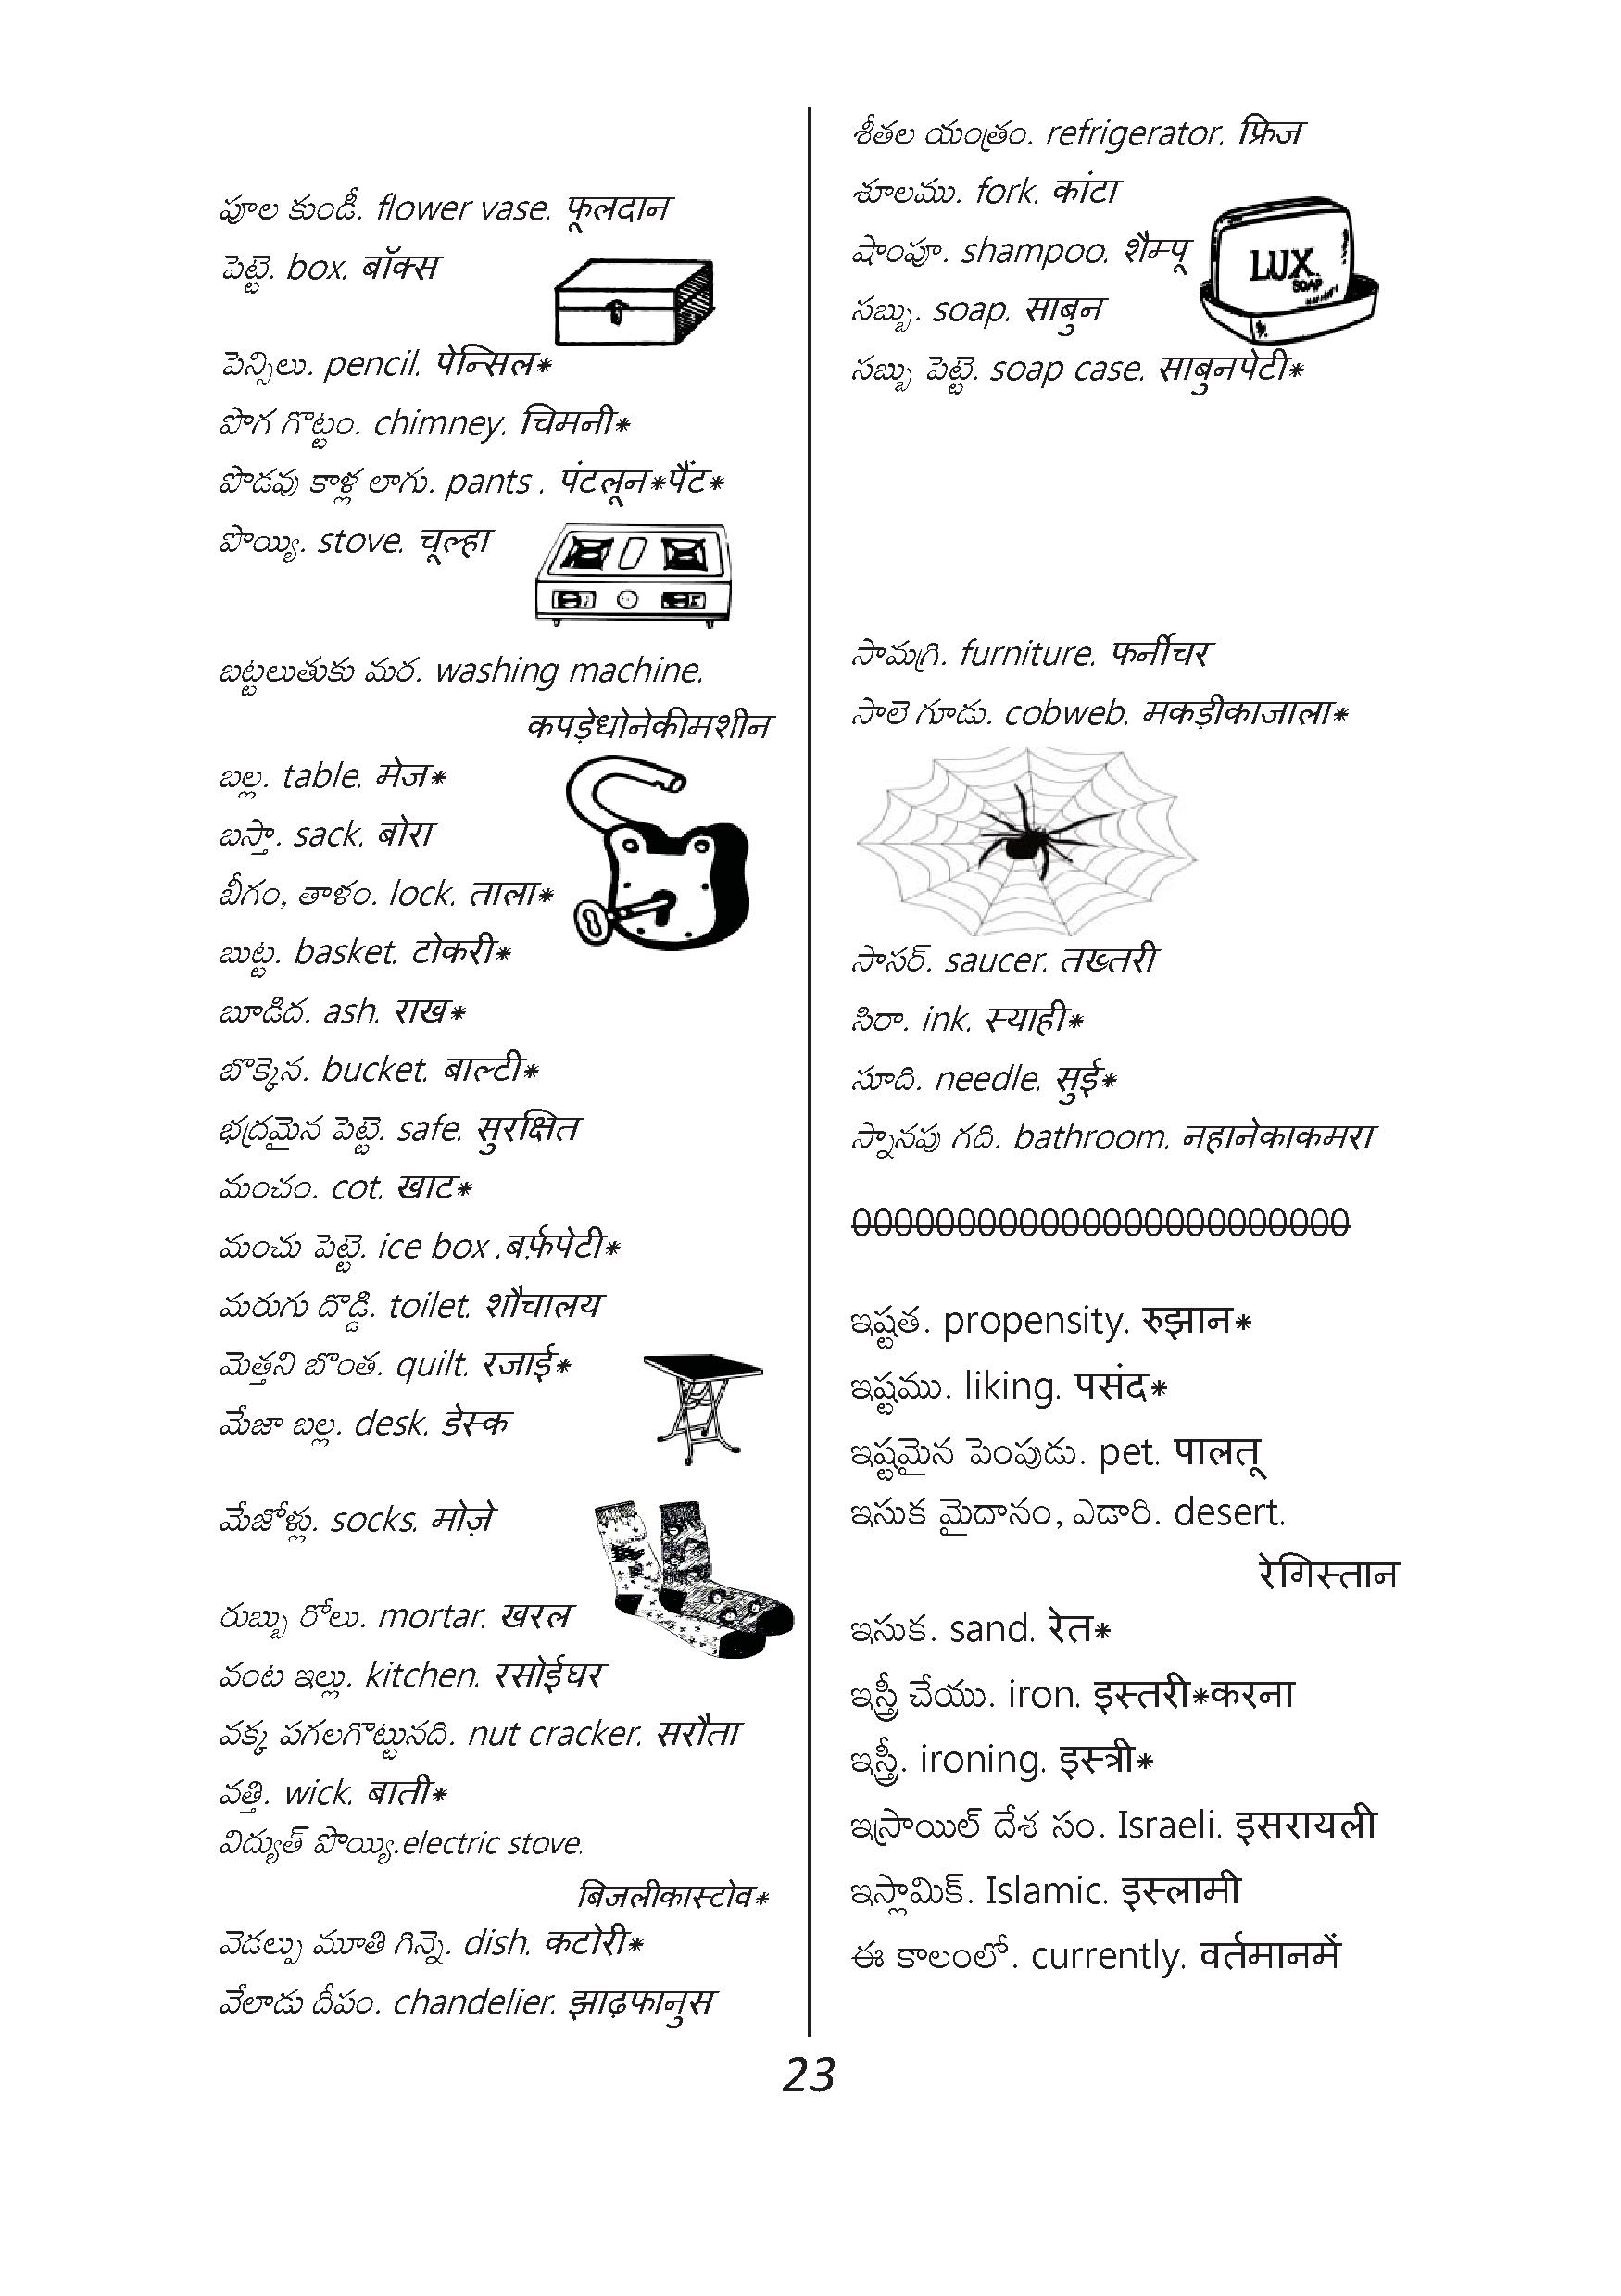 పూల కుండీ. flower vase. फूलदान
పెట్టె. box. बॉक्स
పెన్సిలు. pencil. पेन्सिल*
పొగ గొట్టం. chimney. चिमनी*
పొడవు కాళ్ల లాగు. pants . पंटलून*पैंट*
పొయ్యి. stove. चूल्हा
బట్టలుతుకు మర. washing machine.
कपड़ेधोनेकीमशीन
బల్ల. table. मेज*
బస్తా. sack. बोरा
బీగం, తాళం. lock. ताला*
బుట్ట. basket. टोकरी*
బూడిద. ash. राख*
బొక్కెన. bucket. बाल्टी*
భద్రమైన పెట్టె. safe. सुरक्षित
మంచం. cot. खाट*
మంచు పెట్టె. ice box .बर्फ़पेटी*
మరుగు దొడ్డి. toilet. शौचालय
మెత్తని బొంత. quilt. रजाई*
మేజా బల్ల. desk. डेस्क
మేజోళ్లు. socks. मोज़े
రుబ్బు రోలు. mortar. खरल
వంట ఇల్లు. kitchen. रसोईघर
వక్క పగలగొట్టునది. nut cracker. सरौता
వత్తి. wick. बाती*
విద్యుత్ పొయ్యి.electric stove.
बिजलीकास्टोव*
వెడల్పు మూతి గిన్నె. dish. कटोरी*
వేలాడు దీపం. chandelier. झाढ़फानुस
శీతల యంత్రం. refrigerator. फ्रिज
శూలము. fork. कांटा
షాంపూ. shampoo. शैम्पू
LUX
SOAP
సబ్బు. soap. साबुन
సబ్బు పెట్టె. soap case. साबुनपेटी*
సామగ్రి. furniture. फर्नीचर
సాలె గూడు. cobweb. मकड़ीकाजाला*
సాసర్. saucer. तख्तरी
సిరా. ink. स्याही*
సూది. needle. सुई*
స్నానపు గది. bathroom. नहानेकाकमरा
000000000000000000000000
ఇష్టత. propensity. रुझान*
ఇష్టము. liking. पसंद*
ఇష్టమైన పెంపుడు. pet. पालतू
ఇసుక మైదానం, ఎడారి. desert.
रेगिस्तान
ఇసుక. sand. रेत*
ఇస్త్రీ చేయు. iron. इस्तरी*करना
ఇస్త్రీ. ironing. इस्त्री*
ఇస్రాయిల్ దేశ సం. Israeli. इसरायली
ఇస్లామిక్. Islamic. इस्लामी
ఈ కాలంలో. currently. वर्तमानमें
23